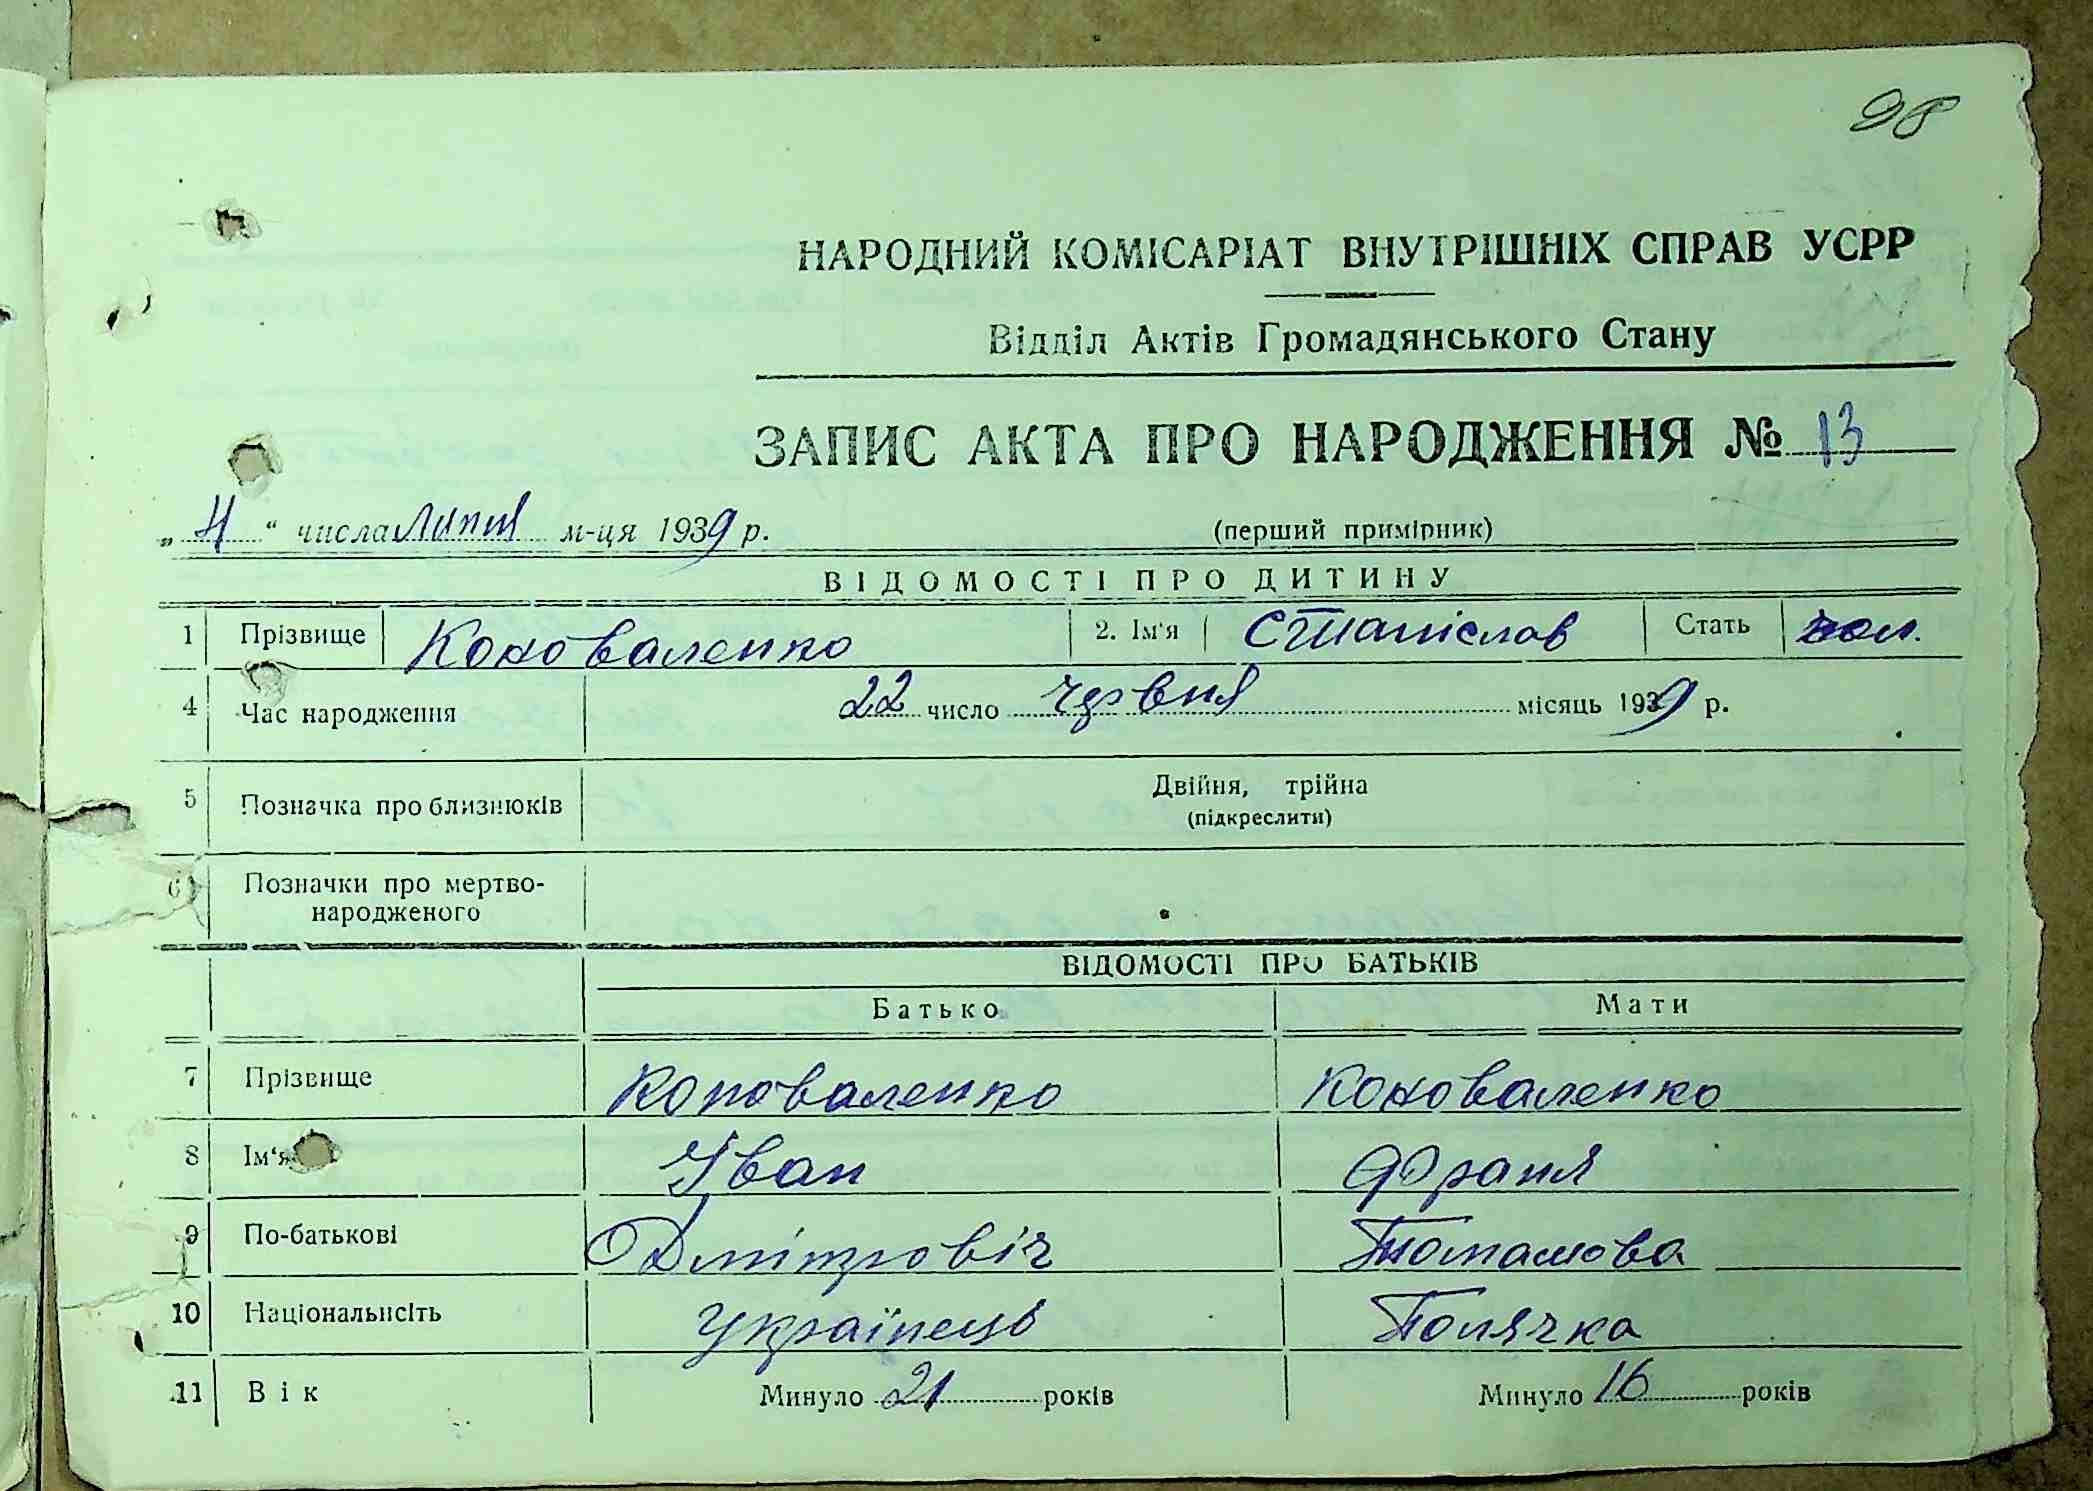 98
НАРОДНИЙ КОМІСАРІАТ ВНУТРІШНІХ СПРАВ УСРР
Відділ Актів Громадянського Стану
ЗАПИС АКТА ПРО НАРОДЖЕННЯ № 13
„ “ числа липня м-ця 1939 р. (перший примірник)
ВІДОМОСТІ ПРО ДИТИНУ
1 Прізвище Коноваленко 2. Ім'я Станіслав Стать чол.
4 Час народження 22 число червня місяць 1939 р.
5 Позначка про близнюків Двійня, трійна
(підкреслити)
6 Позначки про мертво-
народженого
ВІДОМОСТІ ПРО БАТЬКІВ
Батько Мати
7 Прізвище Коноваленко Коноваленко
8 Ім'я Іван Франя
9 По-батькові Дмітровіч Томашова
10 Національність Українець Полячка
11 Вік Минуло 21 років Минуло 16 років